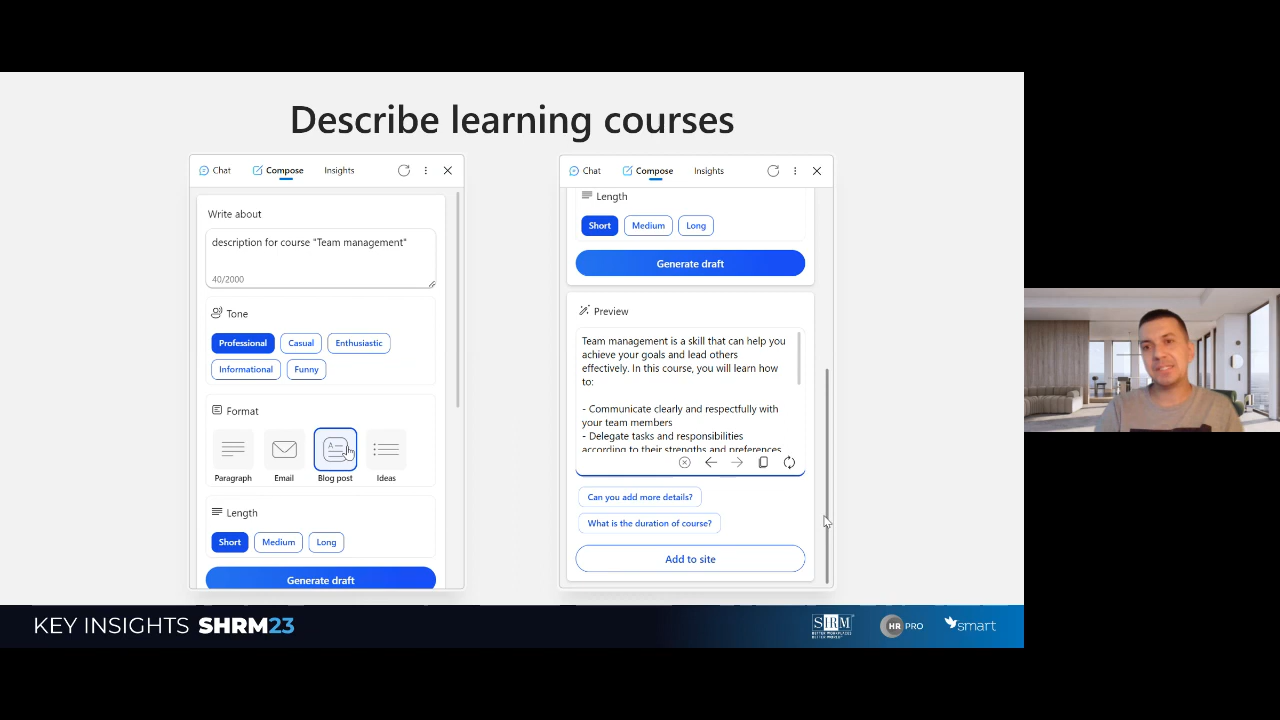 Describe learning courses
Chat Compose Insights
Write about
description for course "Team management"
40/2000
Tone
Professional Casual Enthusiastic
Informational Funny
Format
Paragraph Email Blog post Ideas
Length
Short Medium Long
Generate draft
Chat Compose Insights
Length
Short Medium Long
Generate draft
Preview
Team management is a skill that can help you
achieve your goals and lead others
effectively. In this course, you will learn how
to:
- Communicate clearly and respectfully with
your team members
- Delegate tasks and responsibilities
according to their strengths and preferences
Can you add more details?
What is the duration of course?
Add to site
KEY INSIGHTS SHRM23
SHRM
BETTER WORKPLACES
BETTER WORLD
HR PRO
smart